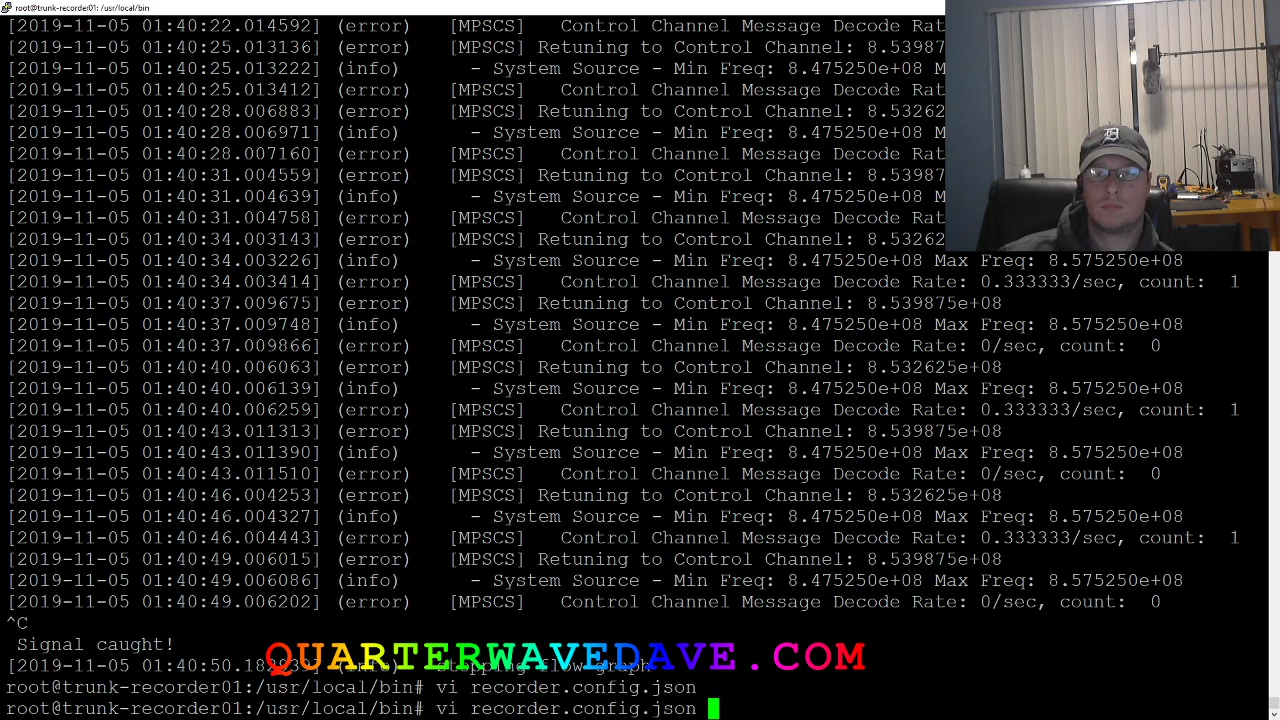 root@trunk-recorder01: /usr/local/bin
[2019-11-05 01:40:22.014592] (error) [MPSCS] Control Channel Message Decode Rat
[2019-11-05 01:40:25.013136] (error) [MPSCS] Retuning to Control Channel: 8.5398
[2019-11-05 01:40:25.013222] (info) - System Source - Min Freq: 8.475250e+08 M
[2019-11-05 01:40:25.013412] (error) [MPSCS] Control Channel Message Decode Rat
[2019-11-05 01:40:28.006883] (error) [MPSCS] Retuning to Control Channel: 8.5326
[2019-11-05 01:40:28.006971] (info) - System Source - Min Freq: 8.475250e+08 M
[2019-11-05 01:40:28.007160] (error) [MPSCS] Control Channel Message Decode Rat
[2019-11-05 01:40:31.004559] (error) [MPSCS] Retuning to Control Channel: 8.5398
[2019-11-05 01:40:31.004639] (info) - System Source - Min Freq: 8.475250e+08 M
[2019-11-05 01:40:31.004758] (error) [MPSCS] Control Channel Message Decode Rat
[2019-11-05 01:40:34.003143] (error) [MPSCS] Retuning to Control Channel: 8.5326
[2019-11-05 01:40:34.003226] (info) - System Source - Min Freq: 8.475250e+08 Max Freq: 8.575250e+08
[2019-11-05 01:40:34.003414] (error) [MPSCS] Control Channel Message Decode Rate: 0.333333/sec, count: 1
[2019-11-05 01:40:37.009675] (error) [MPSCS] Retuning to Control Channel: 8.539875e+08
[2019-11-05 01:40:37.009748] (info) - System Source - Min Freq: 8.475250e+08 Max Freq: 8.575250e+08
[2019-11-05 01:40:37.009866] (error) [MPSCS] Control Channel Message Decode Rate: 0/sec, count: 0
[2019-11-05 01:40:40.006063] (error) [MPSCS] Retuning to Control Channel: 8.532625e+08
[2019-11-05 01:40:40.006139] (info) - System Source - Min Freq: 8.475250e+08 Max Freq: 8.575250e+08
[2019-11-05 01:40:40.006259] (error) [MPSCS] Control Channel Message Decode Rate: 0.333333/sec, count: 1
[2019-11-05 01:40:43.011313] (error) [MPSCS] Retuning to Control Channel: 8.539875e+08
[2019-11-05 01:40:43.011390] (info) - System Source - Min Freq: 8.475250e+08 Max Freq: 8.575250e+08
[2019-11-05 01:40:43.011510] (error) [MPSCS] Control Channel Message Decode Rate: 0/sec, count: 0
[2019-11-05 01:40:46.004253] (error) [MPSCS] Retuning to Control Channel: 8.532625e+08
[2019-11-05 01:40:46.004327] (info) - System Source - Min Freq: 8.475250e+08 Max Freq: 8.575250e+08
[2019-11-05 01:40:46.004443] (error) [MPSCS] Control Channel Message Decode Rate: 0.333333/sec, count: 1
[2019-11-05 01:40:49.006015] (error) [MPSCS] Retuning to Control Channel: 8.539875e+08
[2019-11-05 01:40:49.006086] (info) - System Source - Min Freq: 8.475250e+08 Max Freq: 8.575250e+08
[2019-11-05 01:40:49.006202] (error) [MPSCS] Control Channel Message Decode Rate: 0/sec, count: 0
^C
Signal caught!
QUARTERWAVEDAVE.COM
[2019-11-05 flow graph
root@trunk-recorder01:/usr/local/bin# vi recorder.config.json
root@trunk-recorder01:/usr/local/bin# vi recorder.config.json